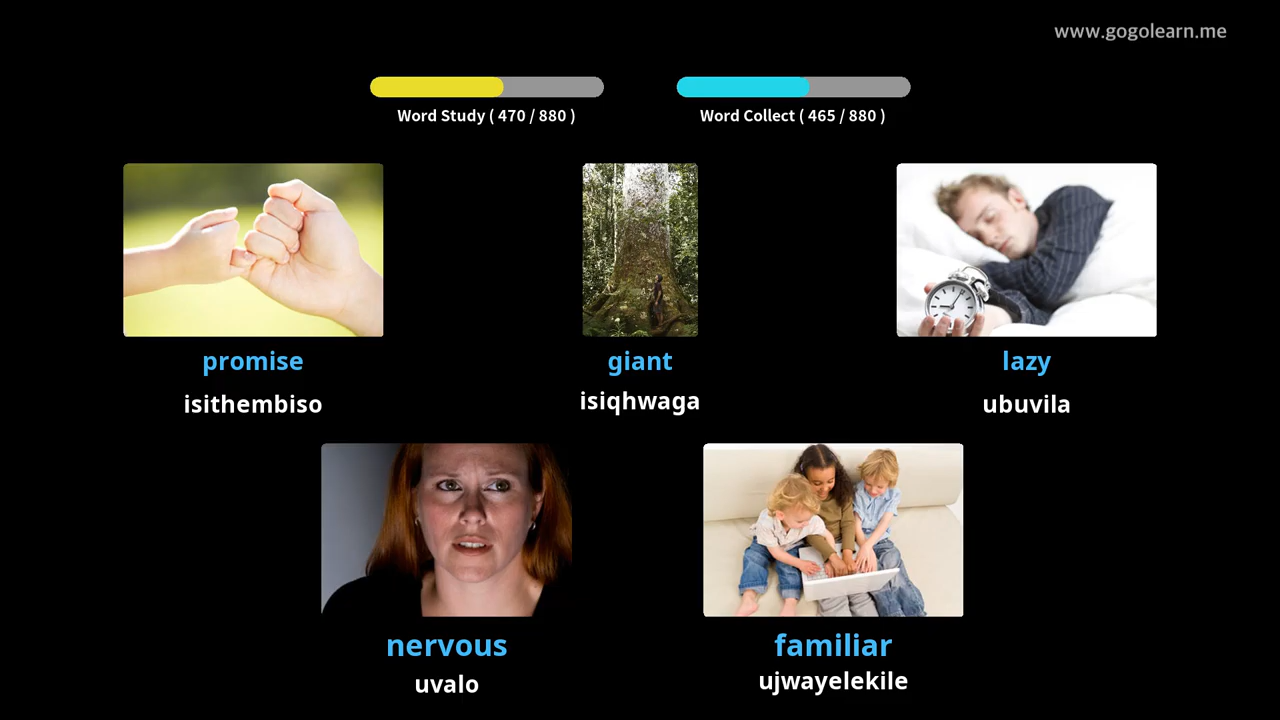 www.gogolearn.me
Word Study ( 470 / 880 )
Word Collect ( 465 / 880 )
promise
isithembiso
giant
isiqhwaga
lazy
ubuvila
nervous
uvalo
familiar
ujwayelekile